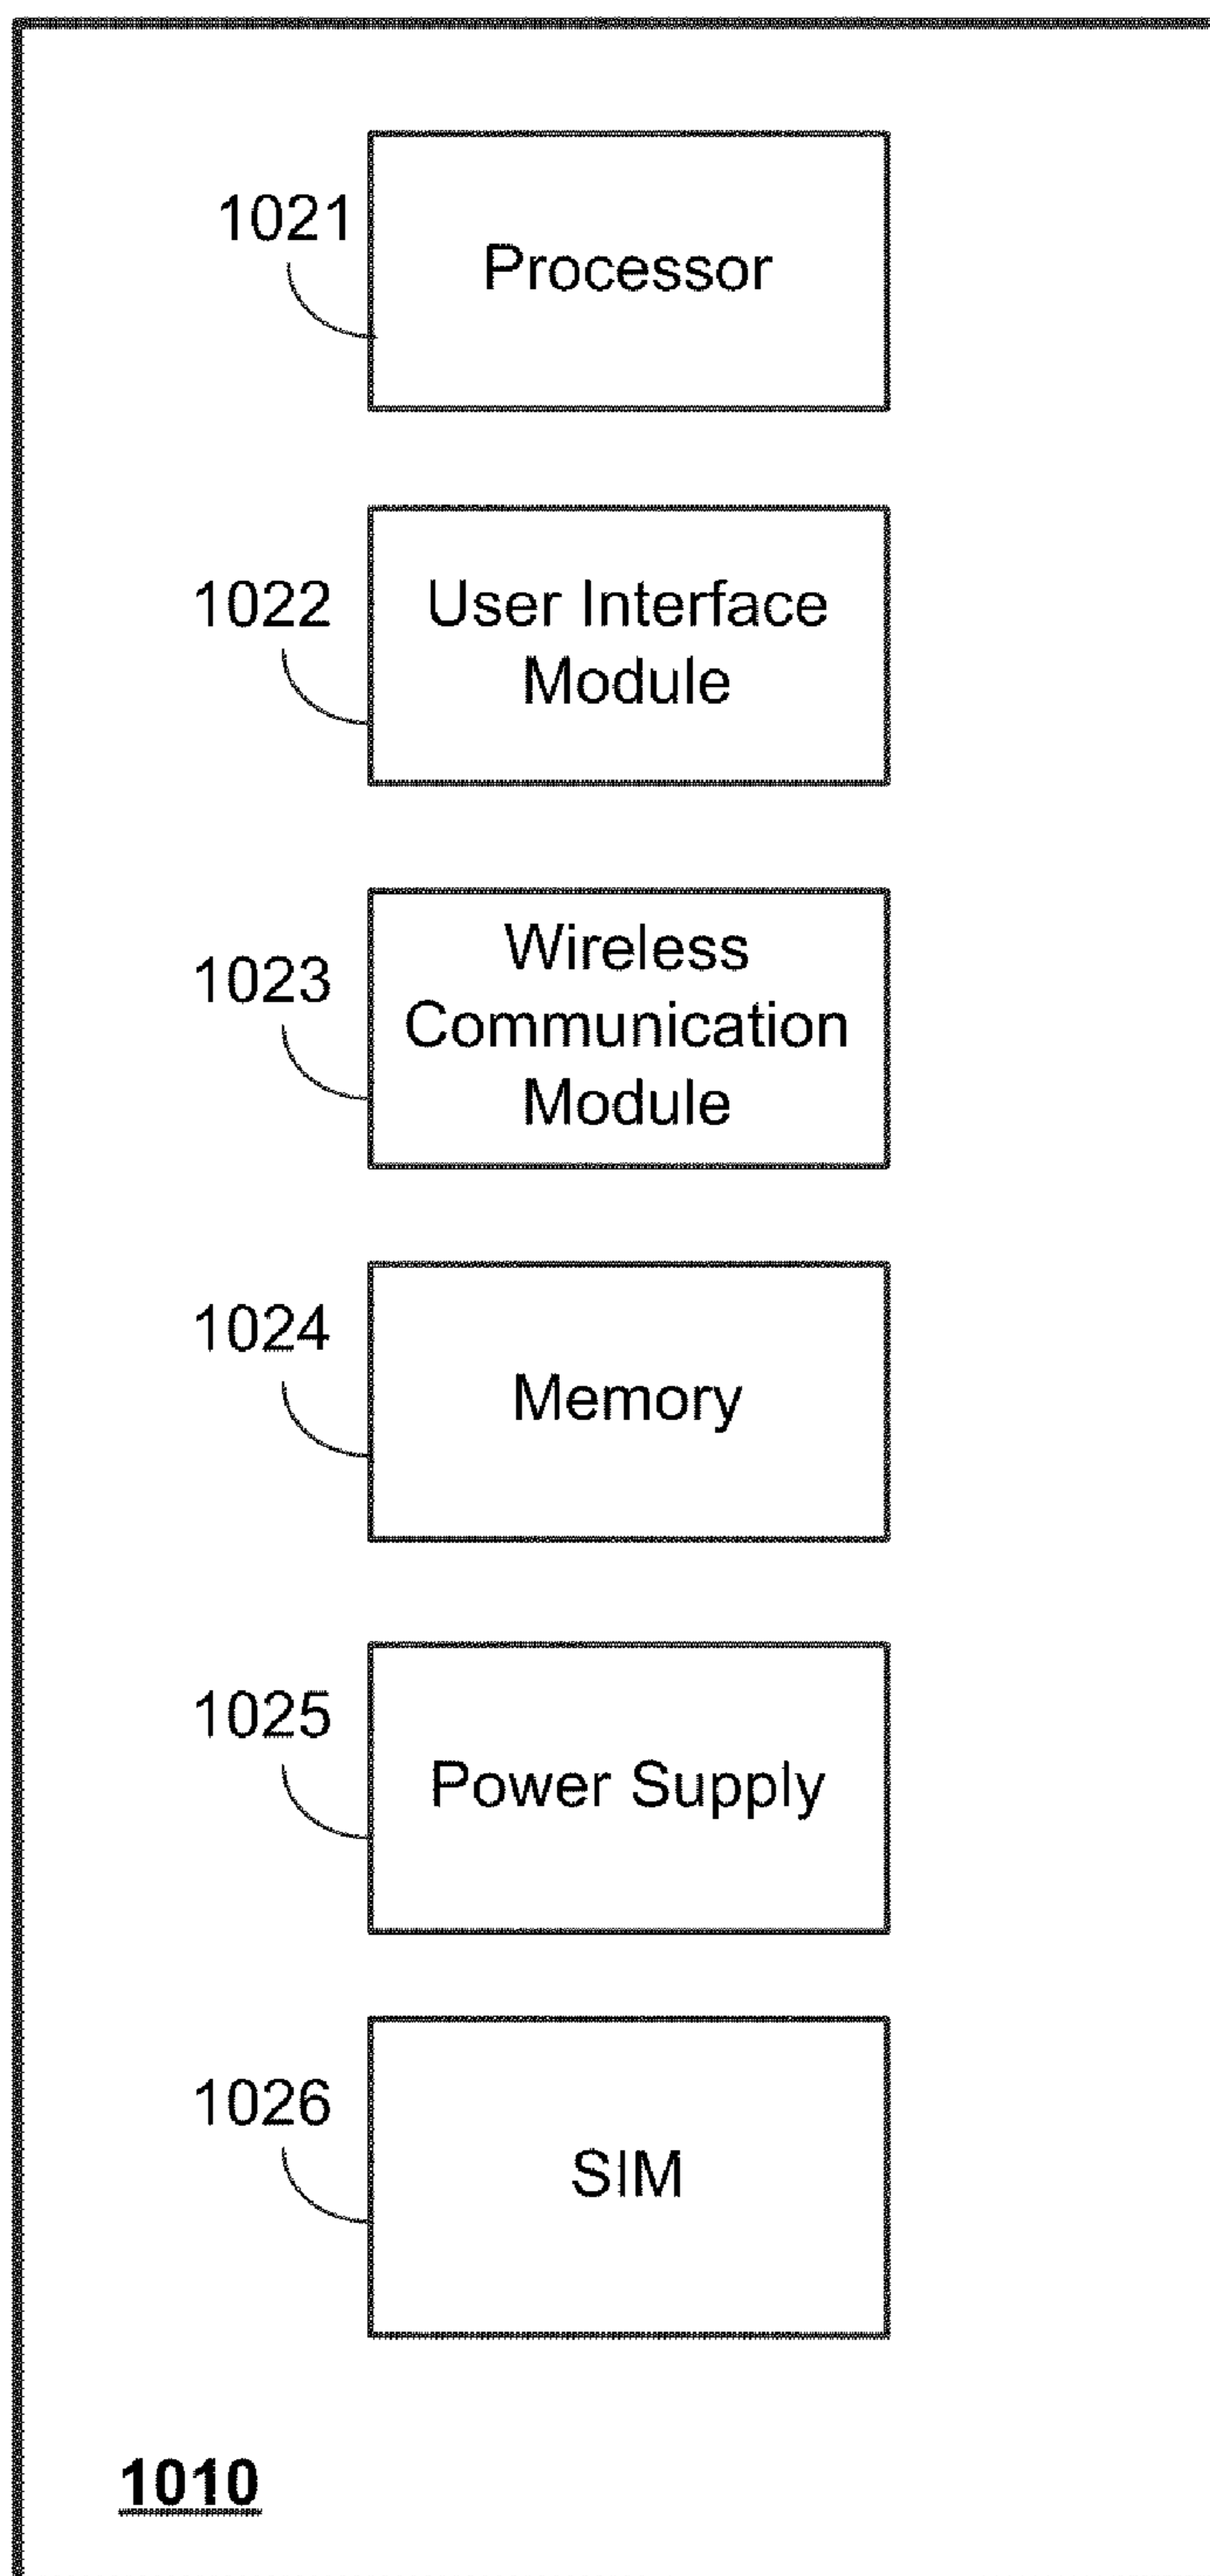 1021
Processor
1022
User Interface
Module
1023
Wireless
Communication
Module
1024
Memory
1025
Power Supply
1026
SIM
1010